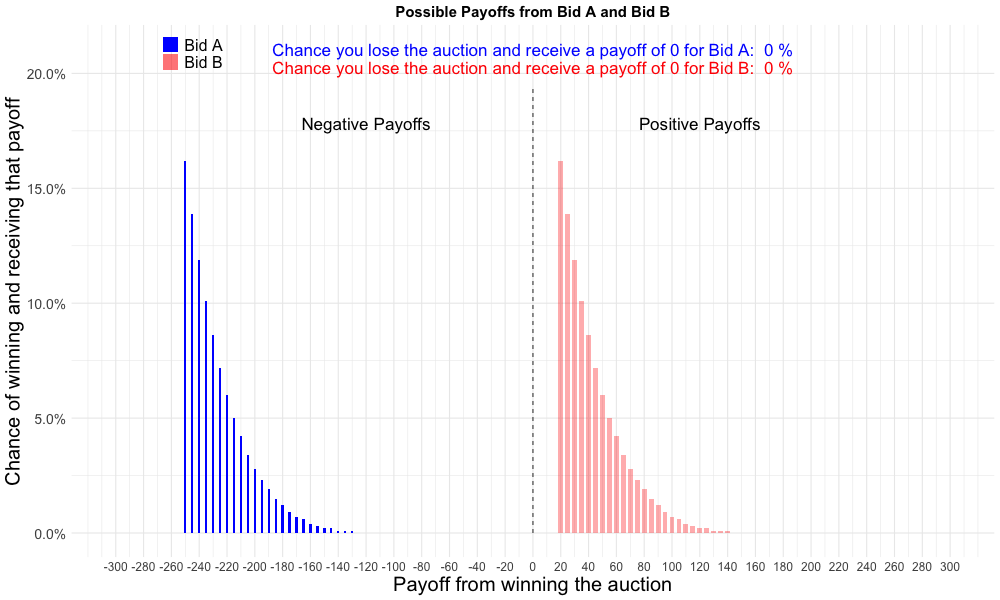 Possible Payoffs from Bid A and Bid B
Bid A
Bid B
Chance you lose the auction and receive a payoff of 0 for Bid A:  0 %
Chance you lose the auction and receive a payoff of 0 for Bid B:  0 %
Negative Payoffs
Positive Payoffs
Chance of winning and receiving that payoff
20.0%
15.0%
10.0%
5.0%
0.0%
-300 -280 -260 -240 -220 -200 -180 -160 -140 -120 -100 -80 -60 -40 -20 0 20 40 60 80 100 120 140 160 180 200 220 240 260 280 300
Payoff from winning the auction